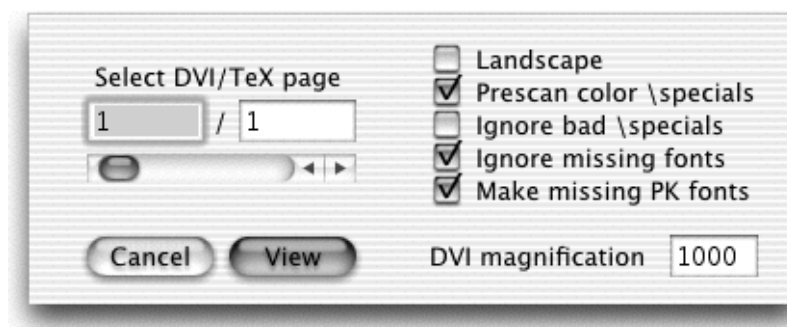 Select DVI/TeX page
1 / 1
Cancel View
Landscape
Prescan color \specials
Ignore bad \specials
Ignore missing fonts
Make missing PK fonts
DVI magnification 1000